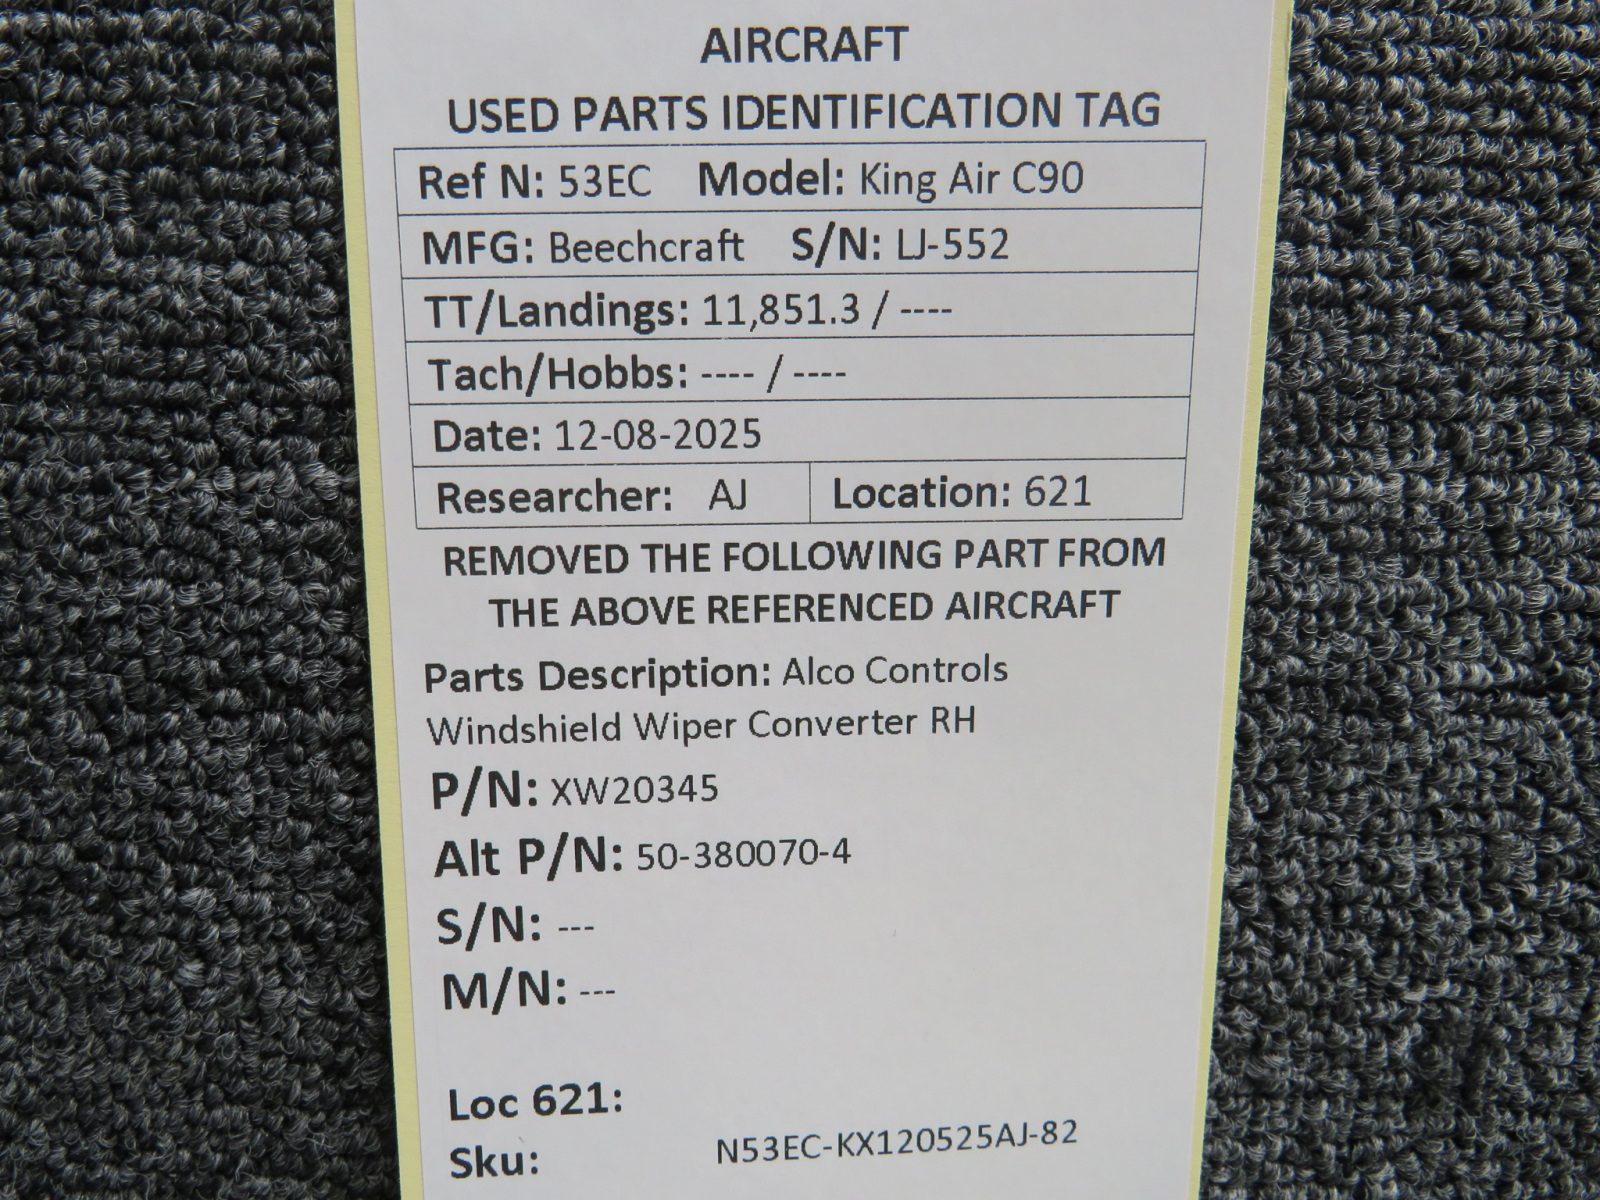 AIRCRAFT
USED PARTS IDENTIFICATION TAG
Ref N: 53EC Model: King Air C90
MFG: Beechcraft S/N: LJ-552
TT/Landings: 11,851.3 / ----
Tach/Hobbs: ---- / ----
Date: 12-08-2025
Researcher: AJ Location: 621
REMOVED THE FOLLOWING PART FROM
THE ABOVE REFERENCED AIRCRAFT
Parts Description: Alco Controls
Windshield Wiper Converter RH
P/N: XW20345
Alt P/N: 50-380070-4
S/N: ---
M/N: ---
Loc 621:
Sku: N53EC-KX120525AJ-82